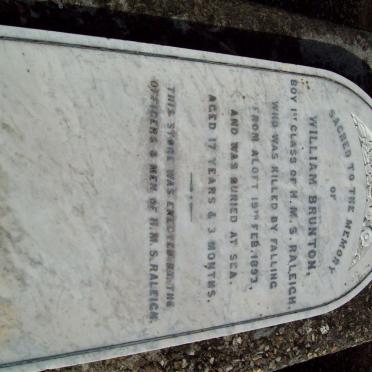 SACRED TO THE MEMORY
OF
WILLIAM BRUNTON,
BOY 1ST CLASS OF H.M.S. RALEIGH,
WHO WAS KILLED BY FALLING
FROM ALOFT 19TH FEB. 1893,
AND WAS BURIED AT SEA.
AGED 17 YEARS & 3 MONTHS.
THIS STONE WAS ERECTED BY THE
OFFICERS & MEN OF H.M.S. RALEIGH.